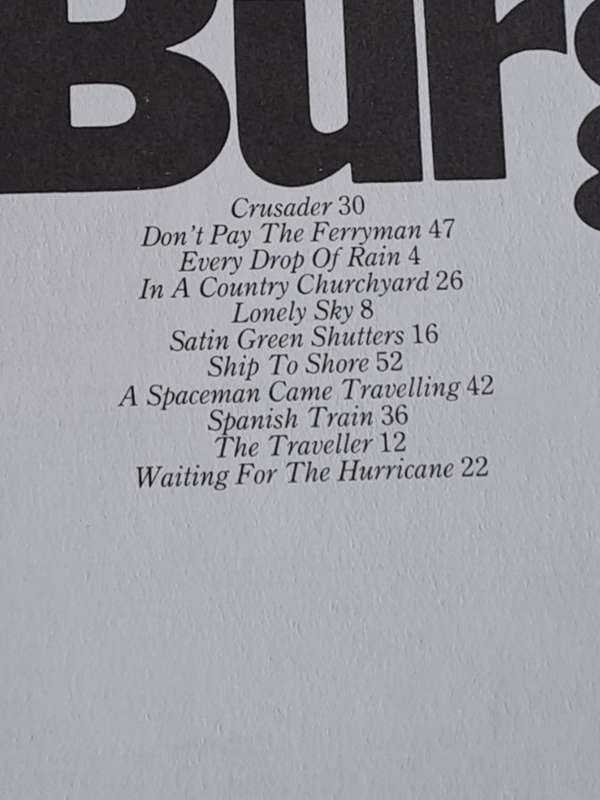 Burg
Crusader 30
Don't Pay The Ferryman 47
Every Drop Of Rain 4
In A Country Churchyard 26
Lonely Sky 8
Satin Green Shutters 16
Ship To Shore 52
A Spaceman Came Travelling 42
Spanish Train 36
The Traveller 12
Waiting For The Hurricane 22